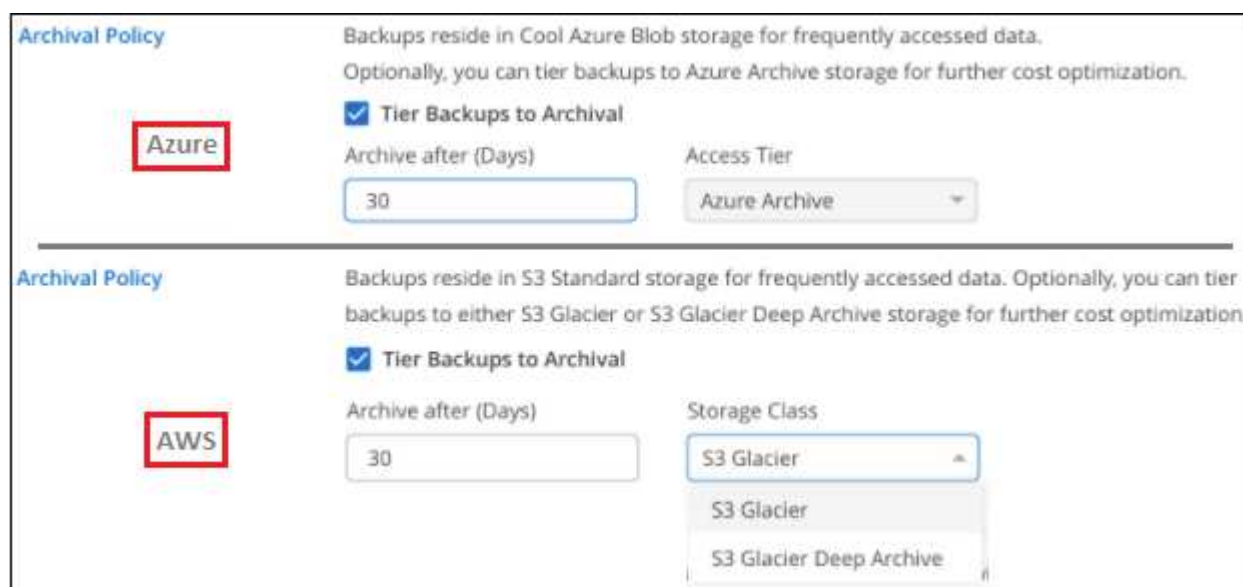 Archival Policy
Backups reside in Cool Azure Blob storage for frequently accessed data.
Optionally, you can tier backups to Azure Archive storage for further cost optimization.
Tier Backups to Archival
Azure
Archive after (Days)
Access Tier
30
Azure Archive
Archival Policy
Backups reside in S3 Standard storage for frequently accessed data. Optionally, you can tier
backups to either S3 Glacier or S3 Glacier Deep Archive storage for further cost optimization
Tier Backups to Archival
AWS
Archive after (Days)
Storage Class
30
S3 Glacier
S3 Glacier
S3 Glacier Deep Archive